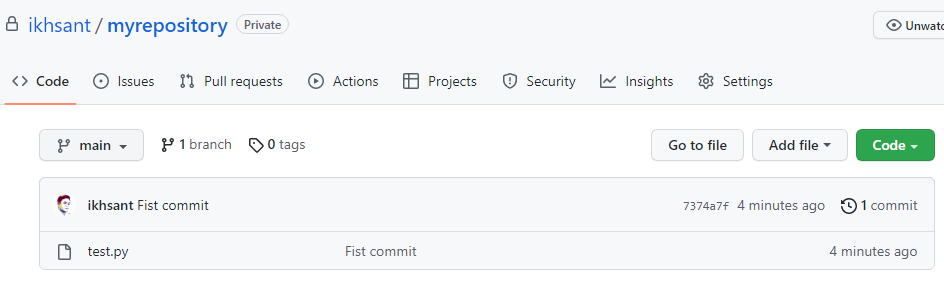 ikhsant / myrepository Private
Unwatc
Code Issues Pull requests Actions Projects Security Insights Settings
main 1 branch 0 tags Go to file Add file Code
ikhsant Fist commit 7374a7f 4 minutes ago 1 commit
test.py Fist commit 4 minutes ago